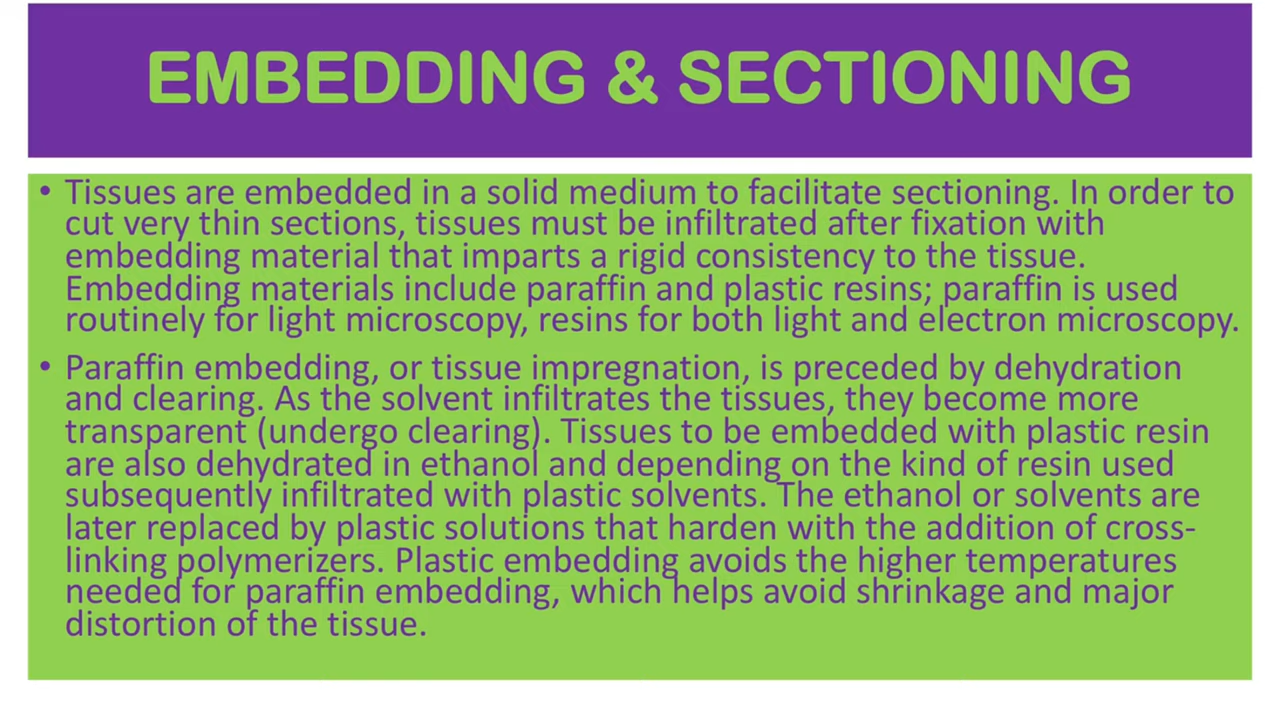 EMBEDDING & SECTIONING
• Tissues are embedded in a solid medium to facilitate sectioning. In order to
cut very thin sections, tissues must be infiltrated after fixation with
embedding material that imparts a rigid consistency to the tissue.
Embedding materials include paraffin and plastic resins; paraffin is used
routinely for light microscopy, resins for both light and electron microscopy.
• Paraffin embedding, or tissue impregnation, is preceded by dehydration
and clearing. As the solvent infiltrates the tissues, they become more
transparent (undergo clearing). Tissues to be embedded with plastic resin
are also dehydrated in ethanol and depending on the kind of resin used
subsequently infiltrated with plastic solvents. The ethanol or solvents are
later replaced by plastic solutions that harden with the addition of cross-
linking polymerizers. Plastic embedding avoids the higher temperatures
needed for paraffin embedding, which helps avoid shrinkage and major
distortion of the tissue.